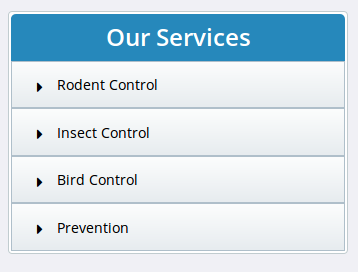 Our Services
Rodent Control
Insect Control
Bird Control
Prevention